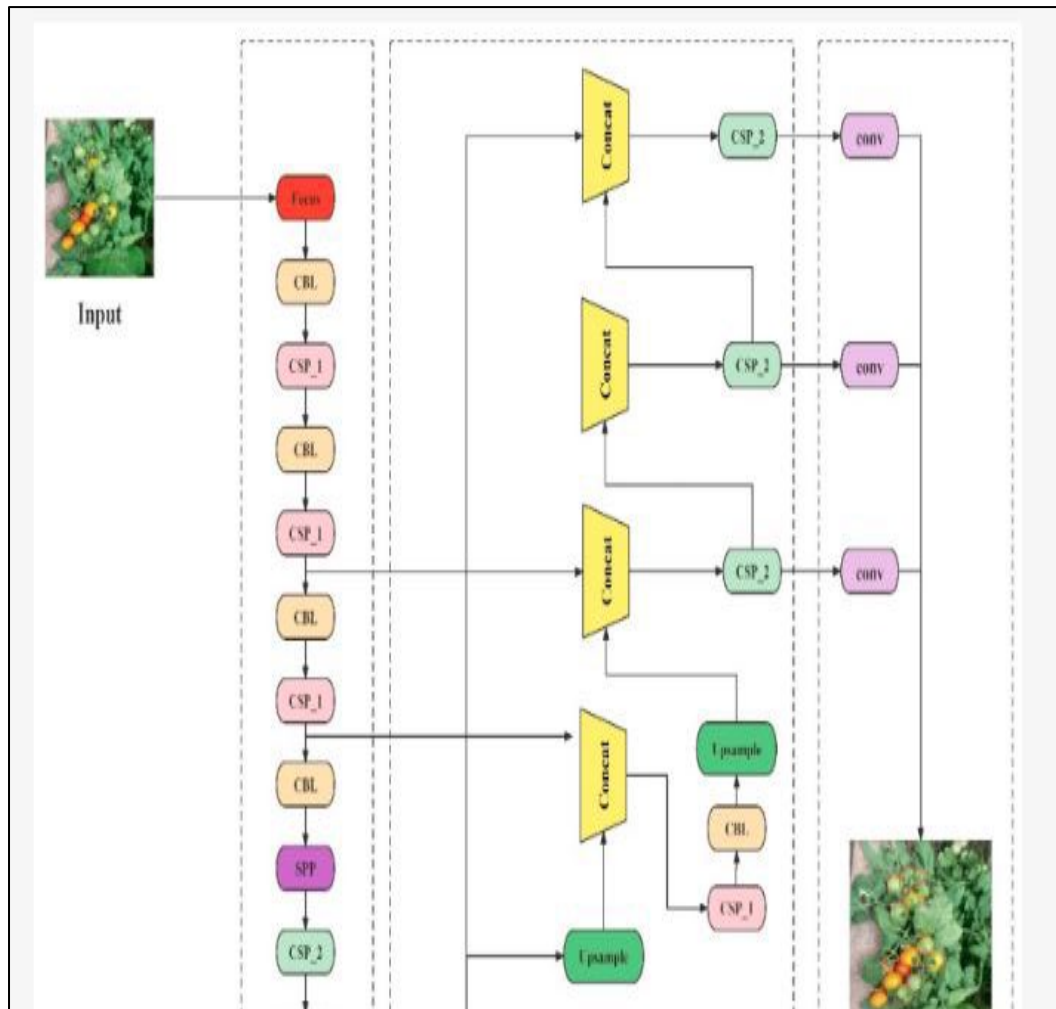 Input
Focus
CBL
CSP_1
CBL
CSP_1
CBL
CSP_1
CBL
SPP
CSP_2
Concat
CSP_2
conv
Concat
CSP_2
conv
Concat
CSP_2
conv
Concat
Upsample
CBL
CSP_1
Upsample